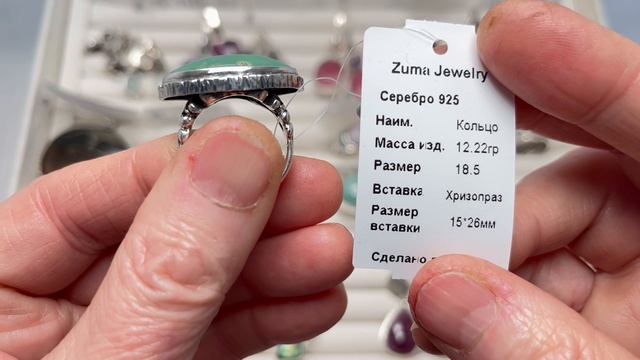 Zuma Jewelry
Серебро 925
Наим. Кольцо
Масса изд. 12.22гр
Размер 18.5
Вставка Хризопраз
Размер
вставки 15*26мм
Сделано